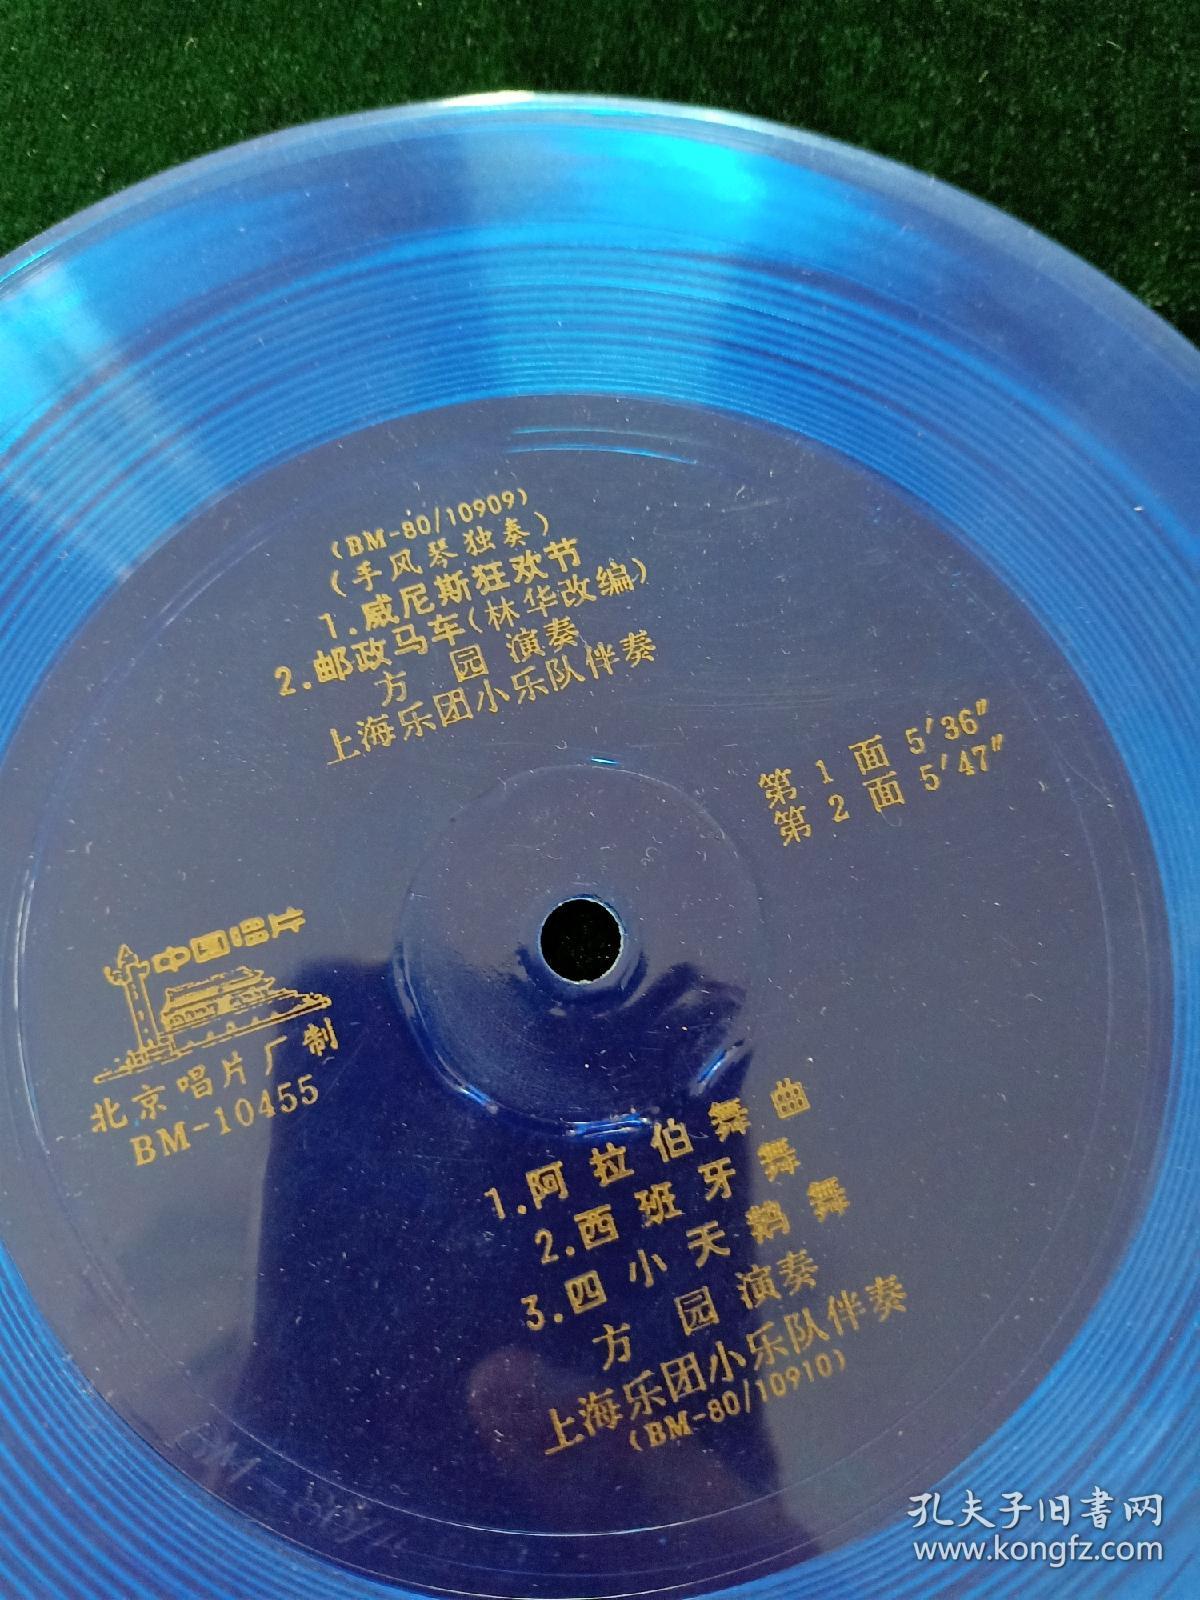 (BM-80/10909)
(手风琴独奏)
1.威尼斯狂欢节
2.邮政马车(林华改编)
方 园 演奏
上海乐团小乐队伴奏
第 1 面 5′36″
第 2 面 5′47″
中国唱片
北京唱片厂制
BM-10455
1.阿拉伯舞曲
2.西班牙舞
3.四小天鹅舞
方 园 演奏
上海乐团小乐队伴奏
(BM-80/10910)
孔夫子旧书网
www.kongfz.com